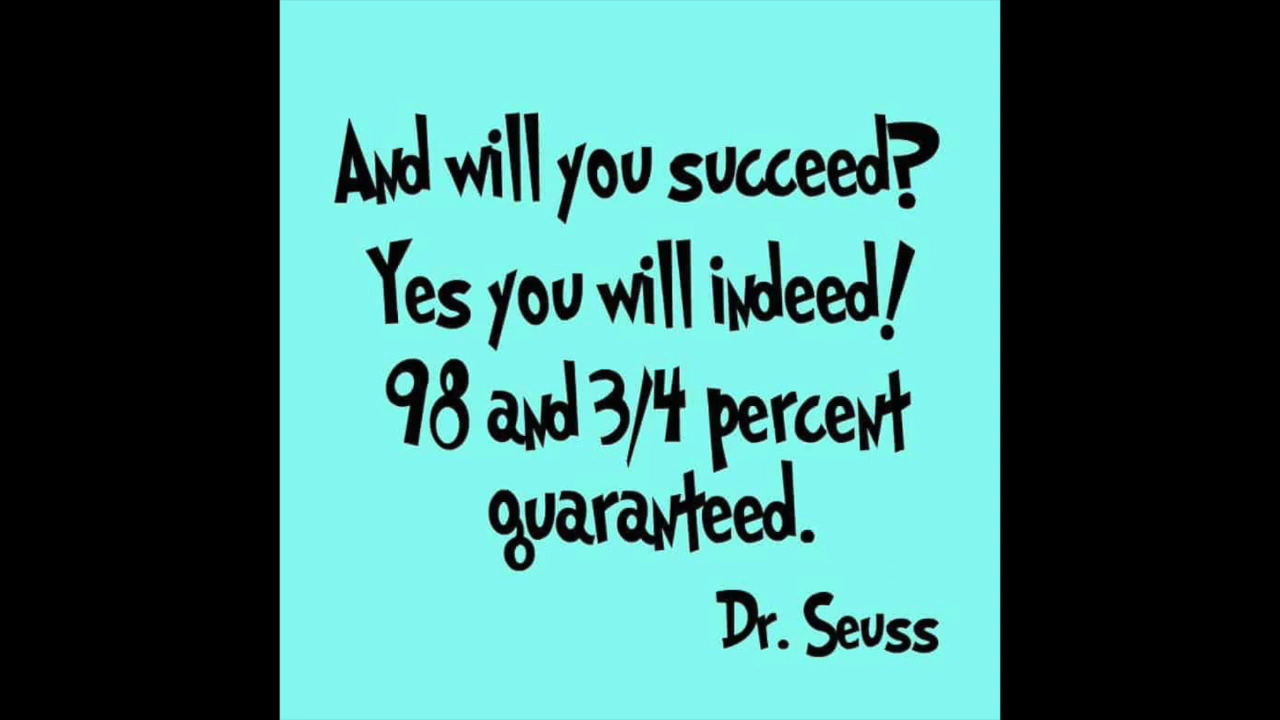 And will you succeed?
Yes you will indeed!
98 and 3/4 percent
guaranteed.
Dr. Seuss